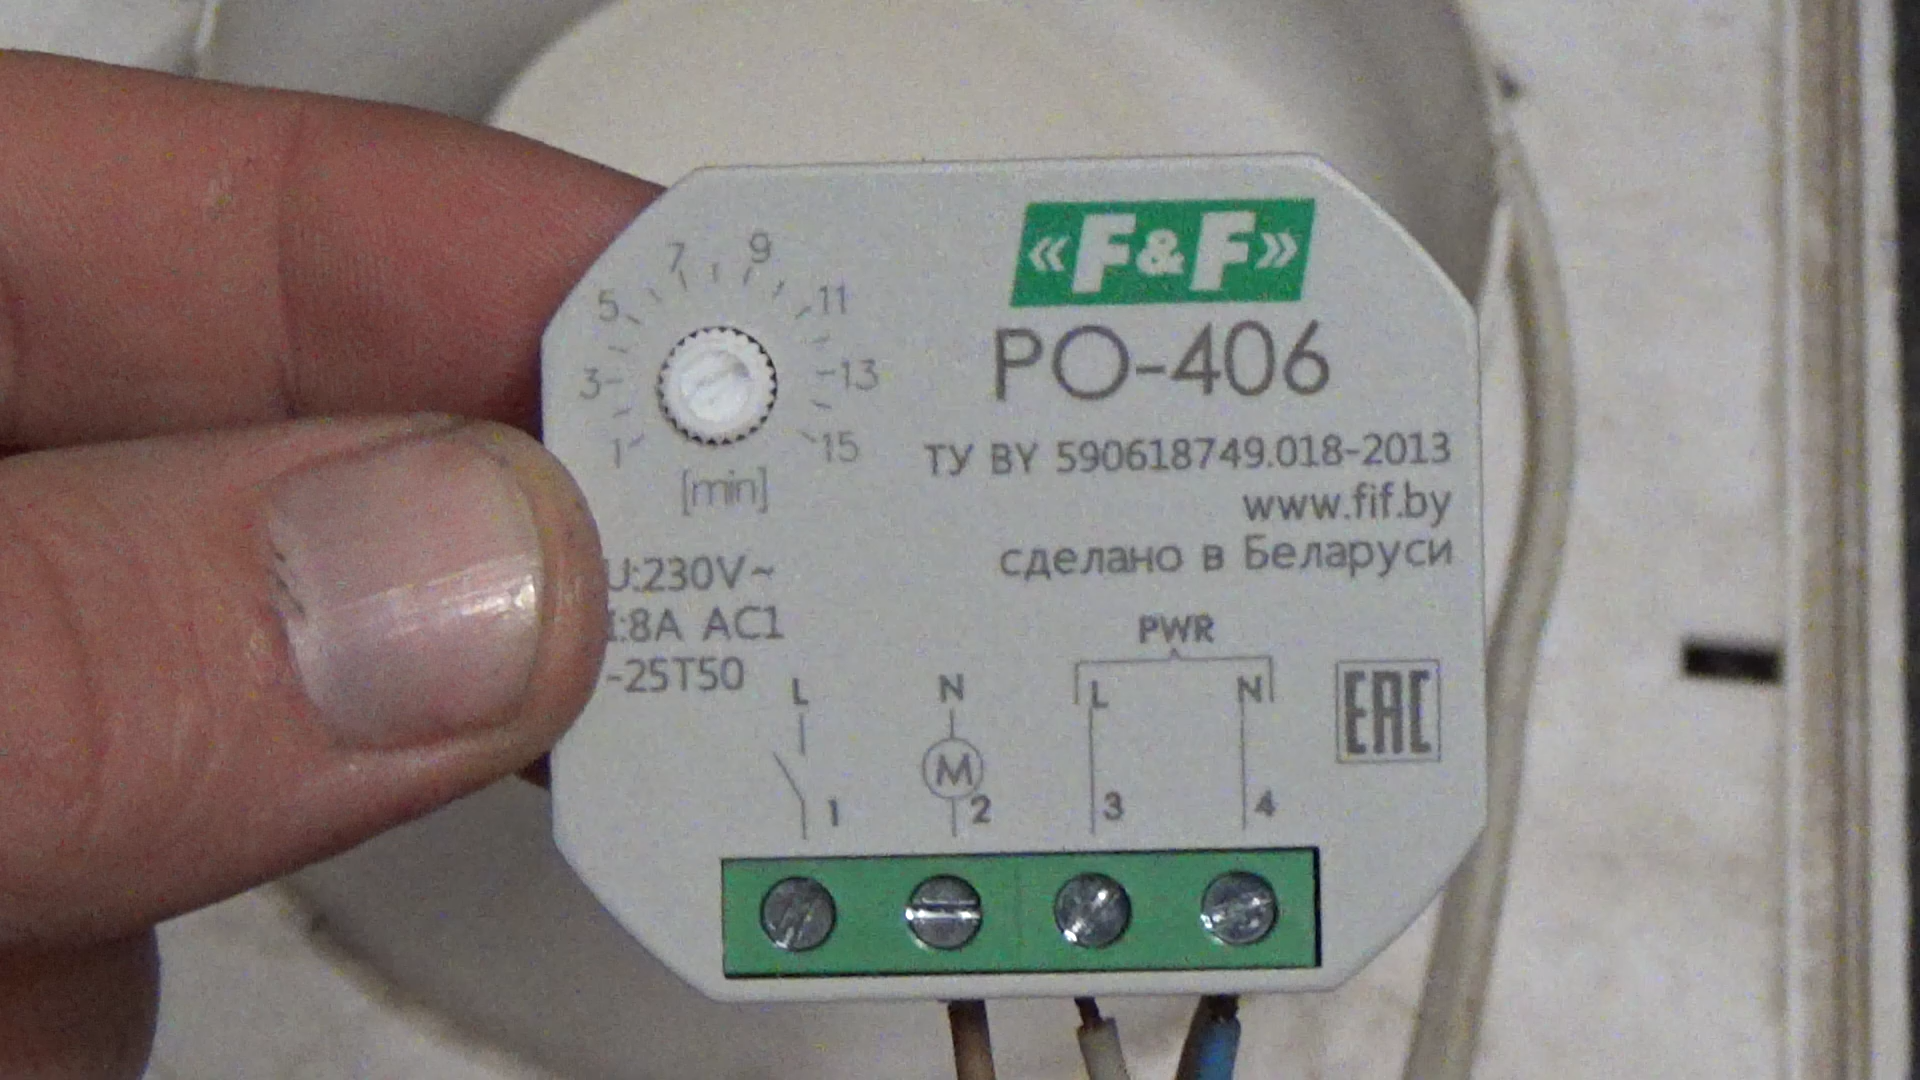 «F&F»
PO-406
ТУ BY 590618749.018-2013
www.fif.by
сделано в Беларуси
1 3 5 7 9 11 13 15
[min]
U:230V~
I:8A AC1
-25T50
PWR
L N L N
M
1 2 3 4
EAC